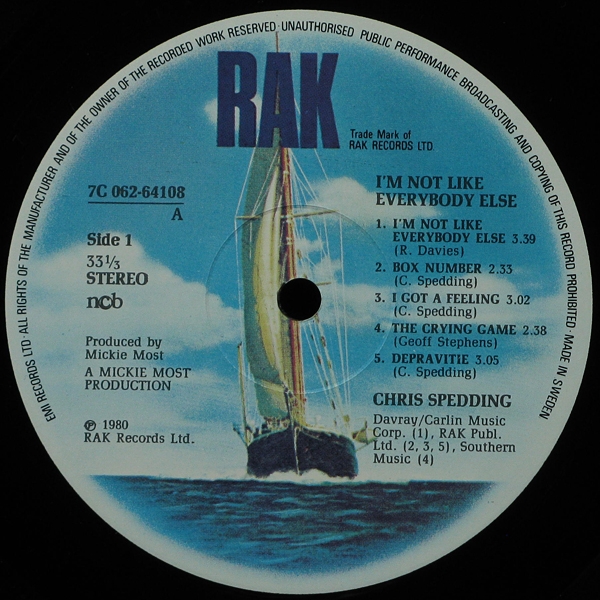 EMI RECORDS LTD · ALL RIGHTS OF THE MANUFACTURER AND OF THE OWNER OF THE RECORDED WORK RESERVED · UNAUTHORISED PUBLIC PERFORMANCE BROADCASTING AND COPYING OF THIS RECORD PROHIBITED · MADE IN SWEDEN
RAK
Trade Mark of
RAK RECORDS LTD.
7C 062-64108
A
Side 1
33 1/3
STEREO
ncb
Produced by
Mickie Most
A MICKIE MOST
PRODUCTION
℗ 1980
RAK Records Ltd.
I'M NOT LIKE
EVERYBODY ELSE
1. I'M NOT LIKE
EVERYBODY ELSE 3.39
(R. Davies)
2. BOX NUMBER 2.33
(C. Spedding)
3. I GOT A FEELING 3.02
(C. Spedding)
4. THE CRYING GAME 2.38
(Geoff Stephens)
5. DEPRAVITIE 3.05
(C. Spedding)
CHRIS SPEDDING
Davray/Carlin Music
Corp. (1), RAK Publ.
Ltd. (2, 3, 5), Southern
Music (4)